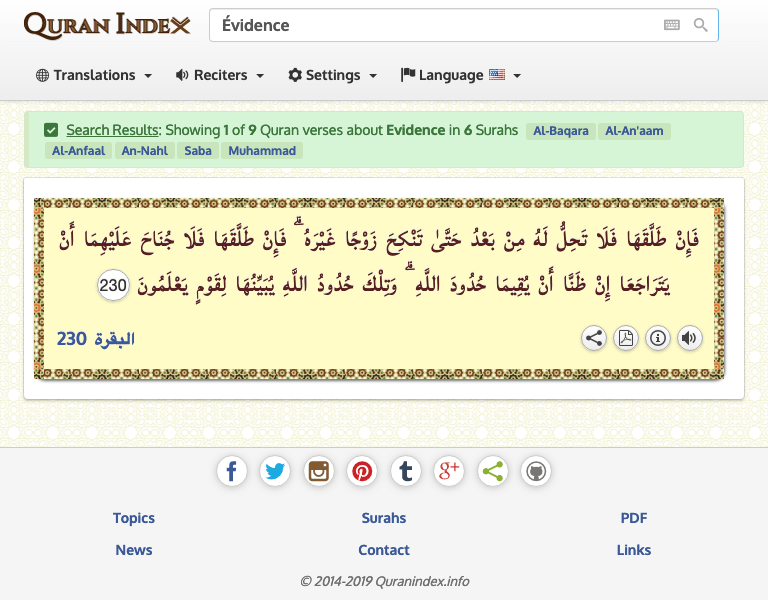 QURAN INDEX
Évidence
Translations
Reciters
Settings
Language
Search Results: Showing 1 of 9 Quran verses about Evidence in 6 Surahs Al-Baqara Al-An'aam
Al-Anfaal An-Nahl Saba Muhammad
فَإِنْ طَلَّقَهَا فَلَا تَحِلُّ لَهُ مِنْ بَعْدُ حَتَّىٰ تَنْكِحَ زَوْجًا غَيْرَهُ ۗ فَإِنْ طَلَّقَهَا فَلَا جُنَاحَ عَلَيْهِمَا أَنْ
يَتَرَاجَعَا إِنْ ظَنَّا أَنْ يُقِيمَا حُدُودَ اللَّهِ ۗ وَتِلْكَ حُدُودُ اللَّهِ يُبَيِّنُهَا لِقَوْمٍ يَعْلَمُونَ 230
البقرة 230
Topics Surahs PDF
News Contact Links
© 2014-2019 Quranindex.info